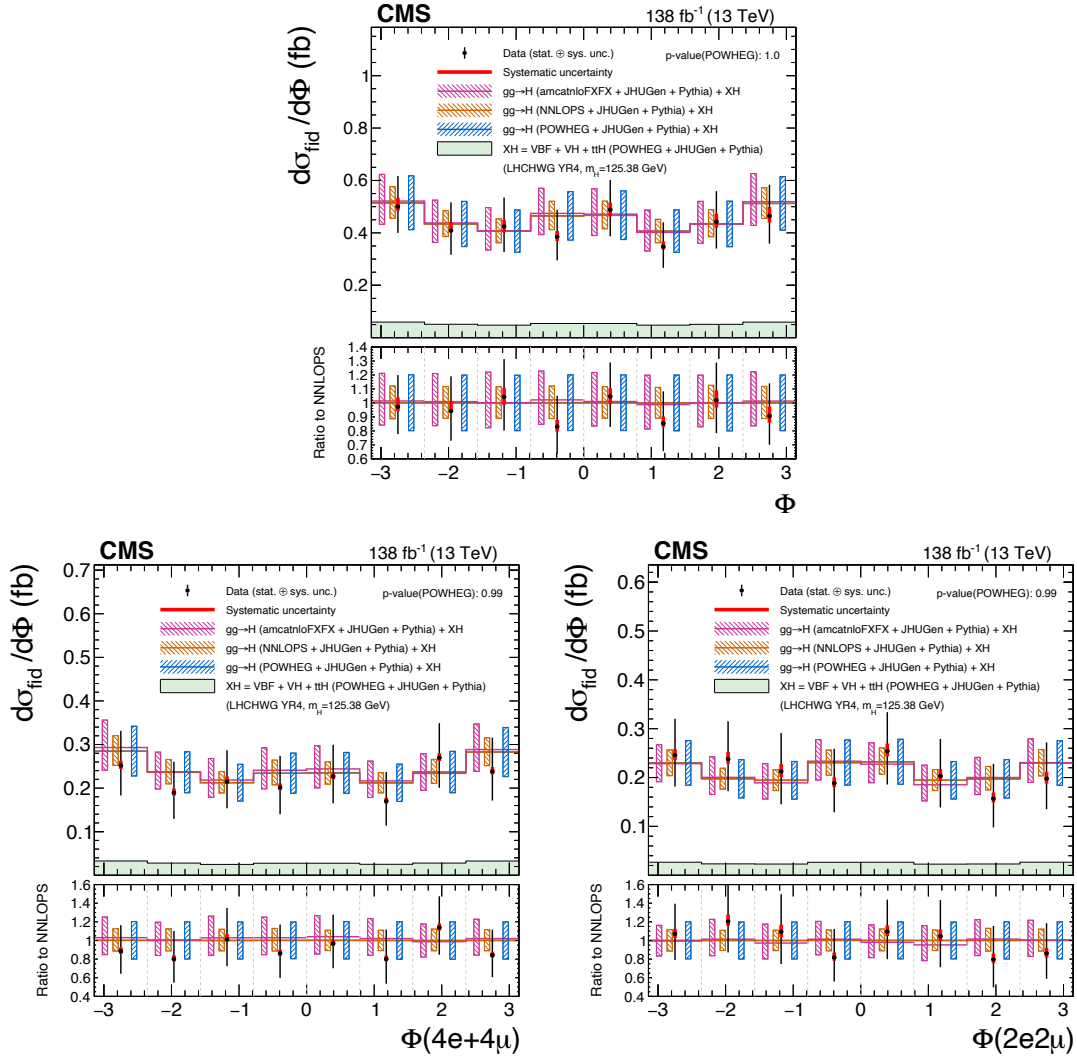 CMS 138 fb⁻¹ (13 TeV)
dσfid/dΦ (fb)
Data (stat. ⊕ sys. unc.) p-value(POWHEG): 1.0
Systematic uncertainty
gg→H (amcatnloFXFX + JHUGen + Pythia) + XH
gg→H (NNLOPS + JHUGen + Pythia) + XH
gg→H (POWHEG + JHUGen + Pythia) + XH
XH = VBF + VH + ttH (POWHEG + JHUGen + Pythia)
(LHCHWG YR4, mH=125.38 GeV)
1
0.8
0.6
0.4
0.2
Ratio to NNLOPS
1.4
1.3
1.2
1.1
1.0
0.9
0.8
0.7
0.6
−3 −2 −1 0 1 2 3
Φ
CMS 138 fb⁻¹ (13 TeV)
dσfid/dΦ (fb)
Data (stat. ⊕ sys. unc.) p-value(POWHEG): 0.99
Systematic uncertainty
gg→H (amcatnloFXFX + JHUGen + Pythia) + XH
gg→H (NNLOPS + JHUGen + Pythia) + XH
gg→H (POWHEG + JHUGen + Pythia) + XH
XH = VBF + VH + ttH (POWHEG + JHUGen + Pythia)
(LHCHWG YR4, mH=125.38 GeV)
0.7
0.6
0.5
0.4
0.3
0.2
0.1
Ratio to NNLOPS
1.6
1.4
1.2
1
0.8
0.6
0.4
−3 −2 −1 0 1 2 3
Φ(4e+4μ)
CMS 138 fb⁻¹ (13 TeV)
dσfid/dΦ (fb)
Data (stat. ⊕ sys. unc.) p-value(POWHEG): 0.99
Systematic uncertainty
gg→H (amcatnloFXFX + JHUGen + Pythia) + XH
gg→H (NNLOPS + JHUGen + Pythia) + XH
gg→H (POWHEG + JHUGen + Pythia) + XH
XH = VBF + VH + ttH (POWHEG + JHUGen + Pythia)
(LHCHWG YR4, mH=125.38 GeV)
0.6
0.5
0.4
0.3
0.2
0.1
Ratio to NNLOPS
1.6
1.4
1.2
1
0.8
0.6
0.4
−3 −2 −1 0 1 2 3
Φ(2e2μ)